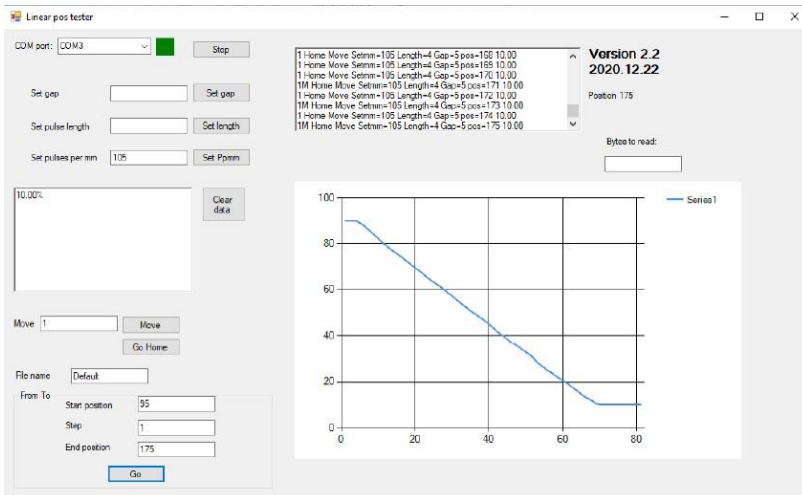 Linear pos tester
COM port: COM3 Stop
Set gap Set gap
Set pulse length Set length
Set pulses per mm 105 Set Ppmm
10.00%
Clear
data
Move 1 Move
Go Home
File name Default
From To
Start position 95
Step 1
End position 175
Go
1 Home Move Setmm=105 Length=4 Gap=5 pos=168 10.00
1 Home Move Setmm=105 Length=4 Gap=5 pos=169 10.00
1 Home Move Setmm=105 Length=4 Gap=5 pos=170 10.00
1M Home Move Setmm=105 Length=4 Gap=5 pos=171 10.00
1 Home Move Setmm=105 Length=4 Gap=5 pos=172 10.00
1M Home Move Setmm=105 Length=4 Gap=5 pos=173 10.00
1 Home Move Setmm=105 Length=4 Gap=5 pos=174 10.00
1M Home Move Setmm=105 Length=4 Gap=5 pos=175 10.00
Version 2.2
2020.12.22
Position 175
Bytes to read:
100
80
60
40
20
0
0 20 40 60 80
Series1